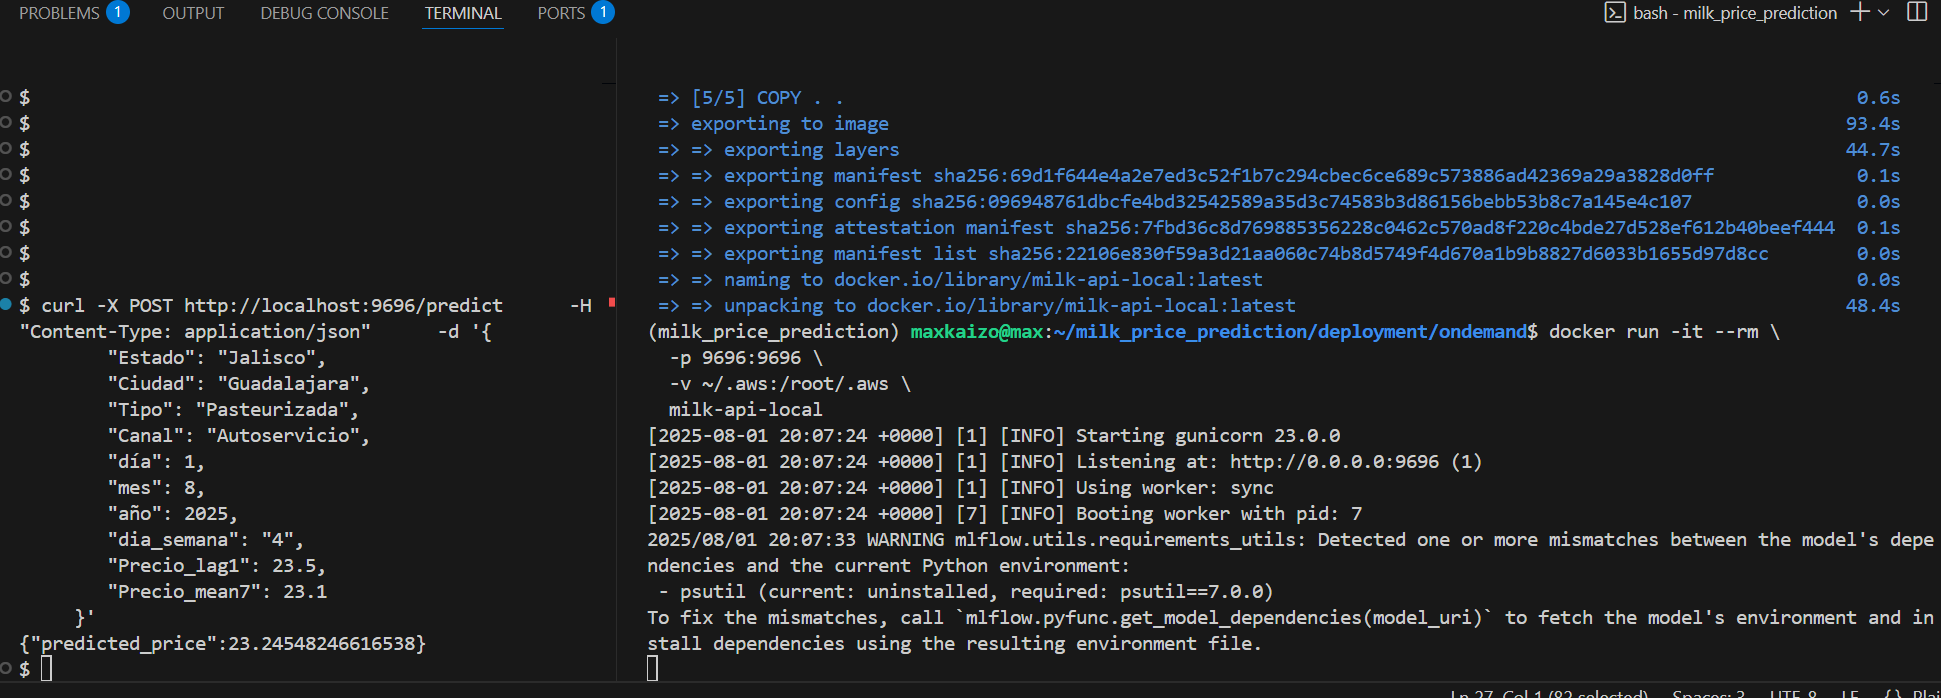 PROBLEMS 1 OUTPUT DEBUG CONSOLE TERMINAL PORTS 1 bash - milk_price_prediction
$
$
$
$
$
$
$
$
$ curl -X POST http://localhost:9696/predict      -H
"Content-Type: application/json"      -d '{
        "Estado": "Jalisco",
        "Ciudad": "Guadalajara",
        "Tipo": "Pasteurizada",
        "Canal": "Autoservicio",
        "día": 1,
        "mes": 8,
        "año": 2025,
        "dia_semana": "4",
        "Precio_lag1": 23.5,
        "Precio_mean7": 23.1
     }'
{"predicted_price":23.24548246616538}
$
=> [5/5] COPY . . 0.6s
=> exporting to image 93.4s
=> => exporting layers 44.7s
=> => exporting manifest sha256:69d1f644e4a2e7ed3c52f1b7c294cbec6ce689c573886ad42369a29a3828d0ff 0.1s
=> => exporting config sha256:096948761dbcfe4bd32542589a35d3c74583b3d86156bebb53b8c7a145e4c107 0.0s
=> => exporting attestation manifest sha256:7fbd36c8d769885356228c0462c570ad8f220c4bde27d528ef612b40beef444 0.1s
=> => exporting manifest list sha256:22106e830f59a3d21aa060c74b8d5749f4d670a1b9b8827d6033b1655d97d8cc 0.0s
=> => naming to docker.io/library/milk-api-local:latest 0.0s
=> => unpacking to docker.io/library/milk-api-local:latest 48.4s
(milk_price_prediction) maxkaizo@max:~/milk_price_prediction/deployment/ondemand$ docker run -it --rm \
  -p 9696:9696 \
  -v ~/.aws:/root/.aws \
  milk-api-local
[2025-08-01 20:07:24 +0000] [1] [INFO] Starting gunicorn 23.0.0
[2025-08-01 20:07:24 +0000] [1] [INFO] Listening at: http://0.0.0.0:9696 (1)
[2025-08-01 20:07:24 +0000] [1] [INFO] Using worker: sync
[2025-08-01 20:07:24 +0000] [7] [INFO] Booting worker with pid: 7
2025/08/01 20:07:33 WARNING mlflow.utils.requirements_utils: Detected one or more mismatches between the model's depe
ndencies and the current Python environment:
 - psutil (current: uninstalled, required: psutil==7.0.0)
To fix the mismatches, call `mlflow.pyfunc.get_model_dependencies(model_uri)` to fetch the model's environment and in
stall dependencies using the resulting environment file.
Ln 27, Col 1 (82 selected) Spaces: 3 UTF-8 LF {}